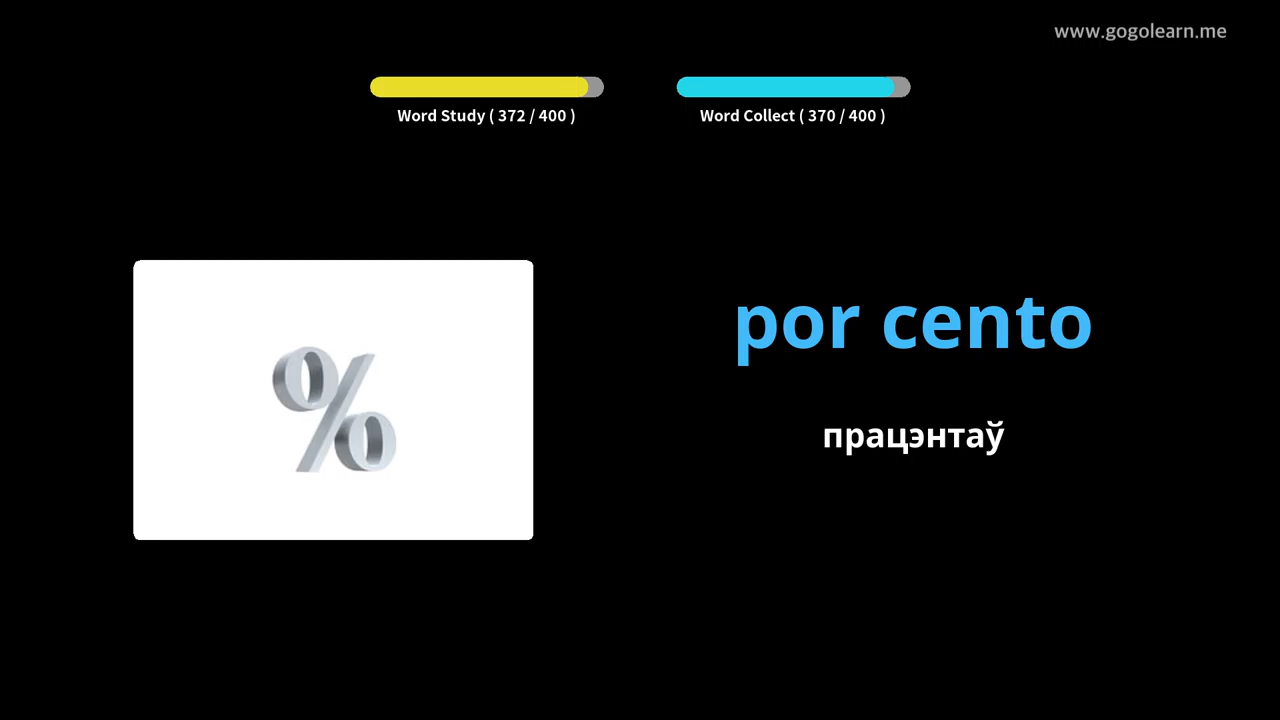 www.gogolearn.me
Word Study ( 372 / 400 )
Word Collect ( 370 / 400 )
%
por cento
працэнтаў